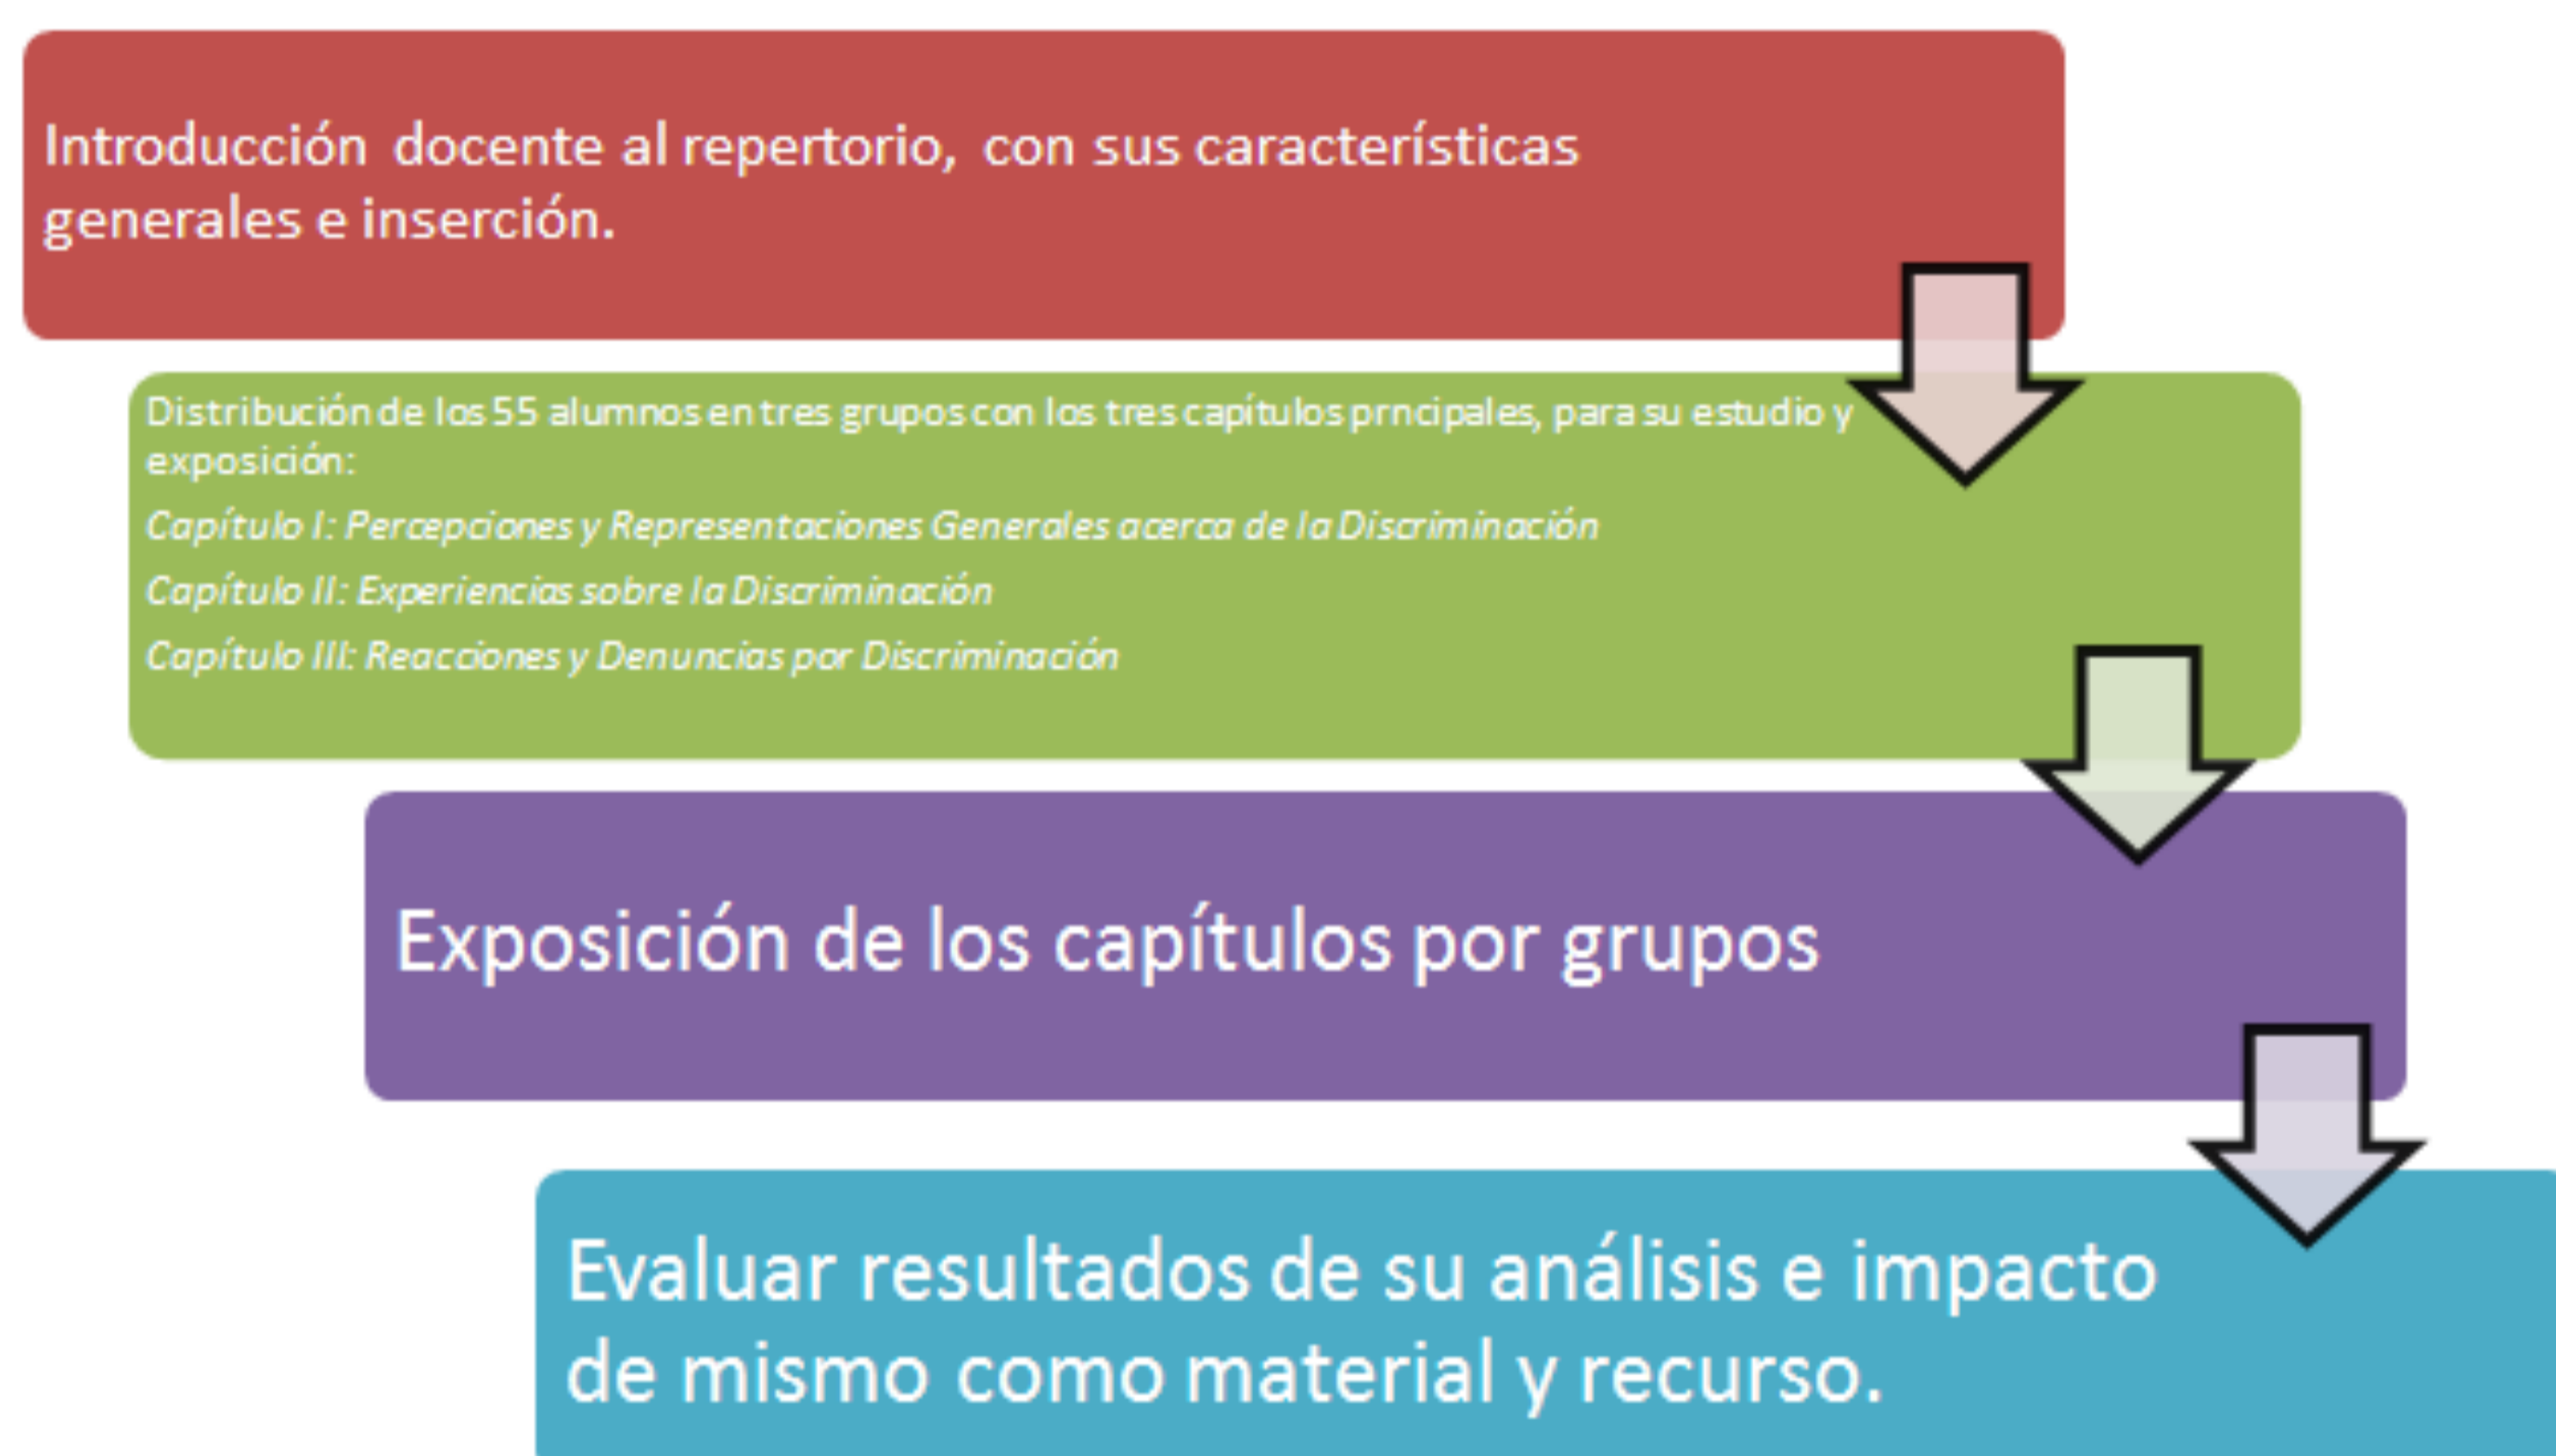 Introducción docente al repertorio, con sus características
generales e inserción.
Distribución de los 55 alumnos en tres grupos con los tres capítulos prncipales, para su estudio y
exposición:
Capítulo I: Percepciones y Representaciones Generales acerca de la Discriminación
Capítulo II: Experiencias sobre la Discriminación
Capítulo III: Reacciones y Denuncias por Discriminación
Exposición de los capítulos por grupos
Evaluar resultados de su análisis e impacto
de mismo como material y recurso.